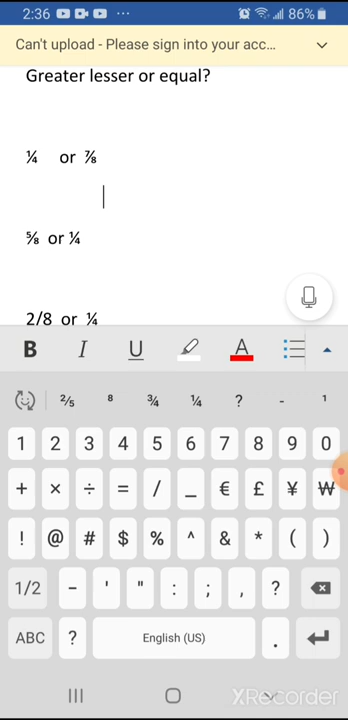 2:36 ... 86%
Can't upload - Please sign into your acc...
Greater lesser or equal?
¼ or ⅞
⅝ or ¼
2/8 or ¼
B I U A
⅖ 8 ¾ ¼ ? - 1
1 2 3 4 5 6 7 8 9 0
+ × ÷ = / _ € £ ¥ ₩
! @ # $ % ^ & * ( )
1/2 - ' " : ; , ?
ABC ? English (US) .
XRecorder